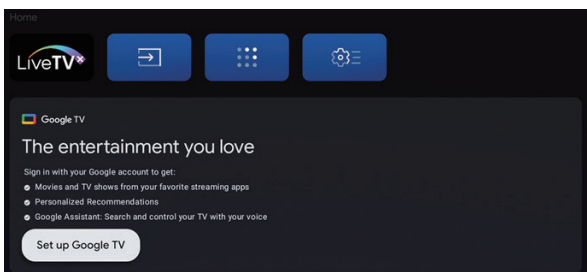 Home
LiveTVx
Google TV
The entertainment you love
Sign in with your Google account to get:
Movies and TV shows from your favorite streaming apps
Personalized Recommendations
Google Assistant: Search and control your TV with your voice
Set up Google TV